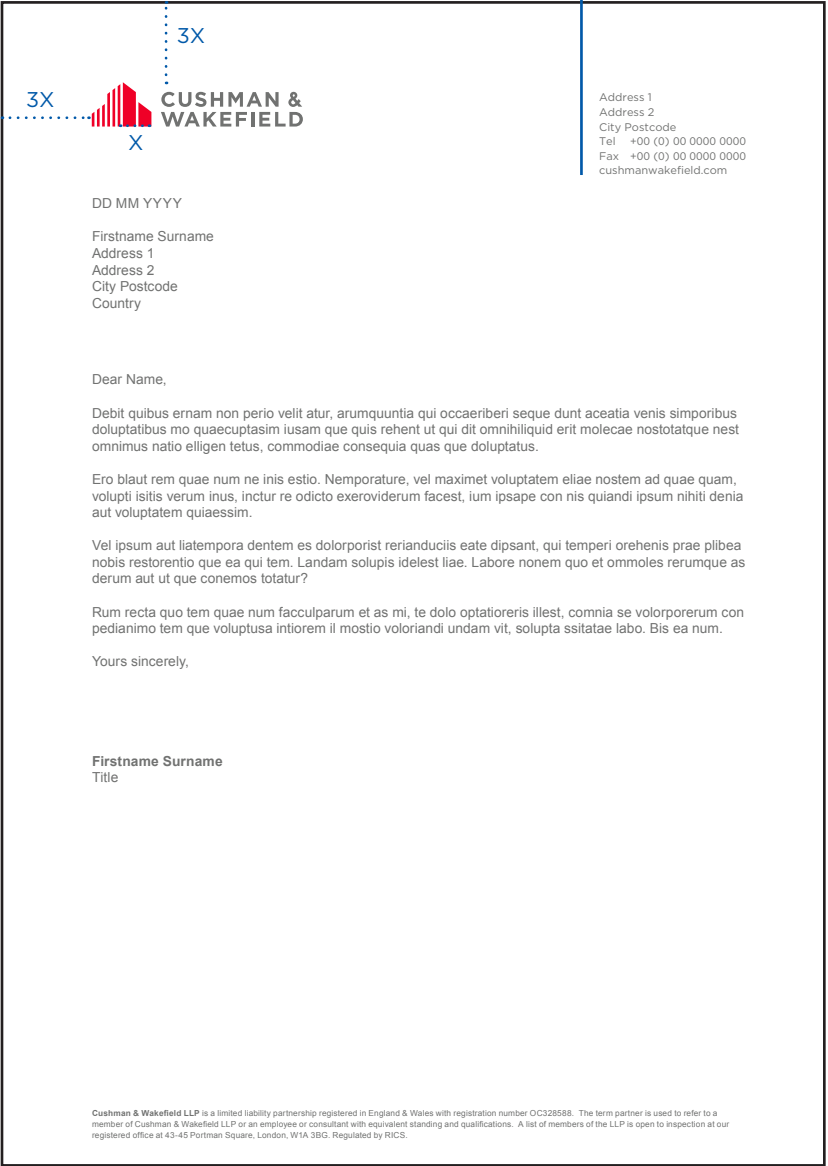 3X
3X
CUSHMAN &
WAKEFIELD
X
Address 1
Address 2
City Postcode
Tel +00 (0) 00 0000 0000
Fax +00 (0) 00 0000 0000
cushmanwakefield.com
DD MM YYYY
Firstname Surname
Address 1
Address 2
City Postcode
Country
Dear Name,
Debit quibus ernam non perio velit atur, arumquuntia qui occaeriberi seque dunt aceatia venis simporibus
doluptatibus mo quaecuptasim iusam que quis rehent ut qui dit omnihiliquid erit molecae nostotatque nest
omnimus natio elligen tetus, commodiae consequia quas que doluptatus.
Ero blaut rem quae num ne inis estio. Nemporature, vel maximet voluptatem eliae nostem ad quae quam,
volupti isitis verum inus, inctur re odicto exeroviderum facest, ium ipsape con nis quiandi ipsum nihiti denia
aut voluptatem quiaessim.
Vel ipsum aut liatempora dentem es dolorporist rerianduciis eate dipsant, qui temperi orehenis prae plibea
nobis restorentio que ea qui tem. Landam solupis idelest liae. Labore nonem quo et ommoles rerumque as
derum aut ut que conemos totatur?
Rum recta quo tem quae num facculparum et as mi, te dolo optatioreris illest, comnia se volorporerum con
pedianimo tem que voluptusa intiorem il mostio voloriandi undam vit, solupta ssitatae labo. Bis ea num.
Yours sincerely,
Firstname Surname
Title
Cushman & Wakefield LLP is a limited liability partnership registered in England & Wales with registration number OC328588. The term partner is used to refer to a
member of Cushman & Wakefield LLP or an employee or consultant with equivalent standing and qualifications. A list of members of the LLP is open to inspection at our
registered office at 43-45 Portman Square, London, W1A 3BG. Regulated by RICS.